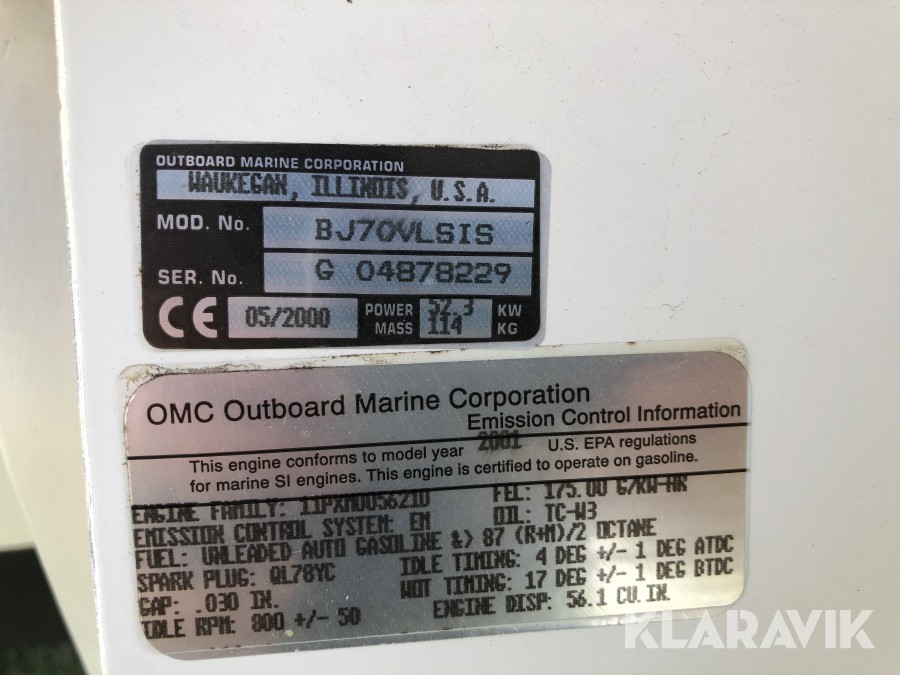 OUTBOARD MARINE CORPORATION
WAUKEGAN, ILLINOIS, U.S.A.
MOD. No. BJ70VLSIS
SER. No. G 04878229
CE 05/2000 POWER 52.3 KW
MASS 114 KG
OMC Outboard Marine Corporation
Emission Control Information
This engine conforms to model year 2001 U.S. EPA regulations
for marine SI engines. This engine is certified to operate on gasoline.
ENGINE FAMILY: FEL: 175.00 G/KW-HR
EMISSION CONTROL SYSTEM: EM OIL: TC-W3
FUEL: UNLEADED AUTO GASOLINE &) 87 (R+M)/2 OCTANE
SPARK PLUG: QL78YC IDLE TIMING: 4 DEG +/- 1 DEG ATDC
GAP: .030 IN. WOT TIMING: 17 DEG +/- 1 DEG BTDC
IDLE RPM: 800 +/- 50 ENGINE DISP: 56.1 CU.IN.
KLARAVIK